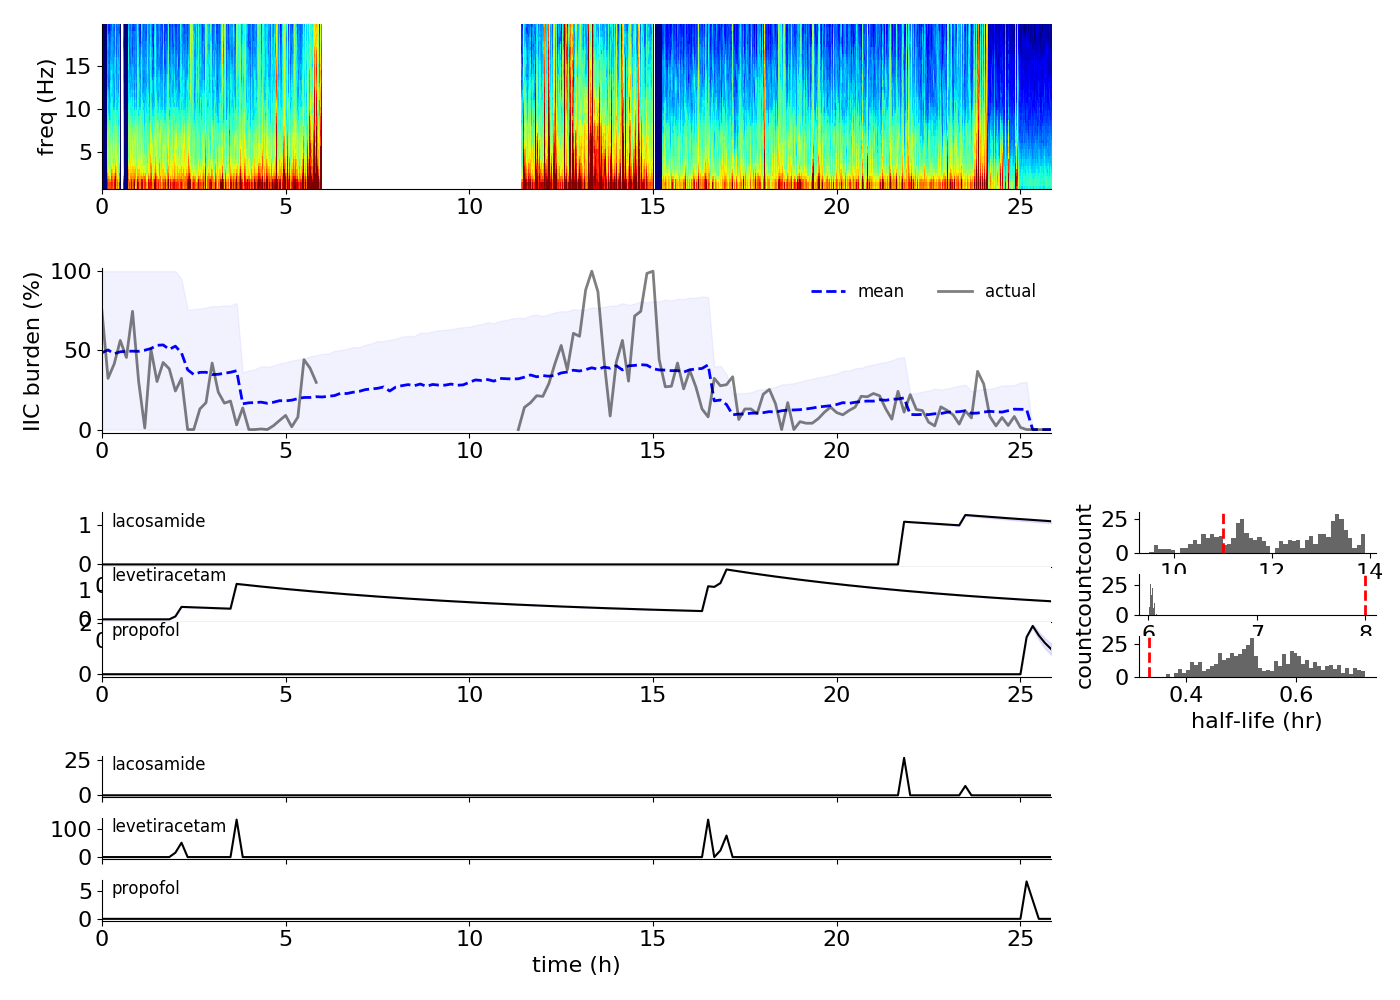 freq (Hz)
15
10
5
0 5 10 15 20 25
IIC burden (%)
100
50
0
mean
actual
0 5 10 15 20 25
lacosamide
1
0
levetiracetam
1
0
propofol
2
0
0 5 10 15 20 25
count
25
0
10 12 14
count
25
0
6 7 8
count
25
0
0.4 0.6
half-life (hr)
lacosamide
25
0
levetiracetam
100
0
propofol
5
0
0 5 10 15 20 25
time (h)